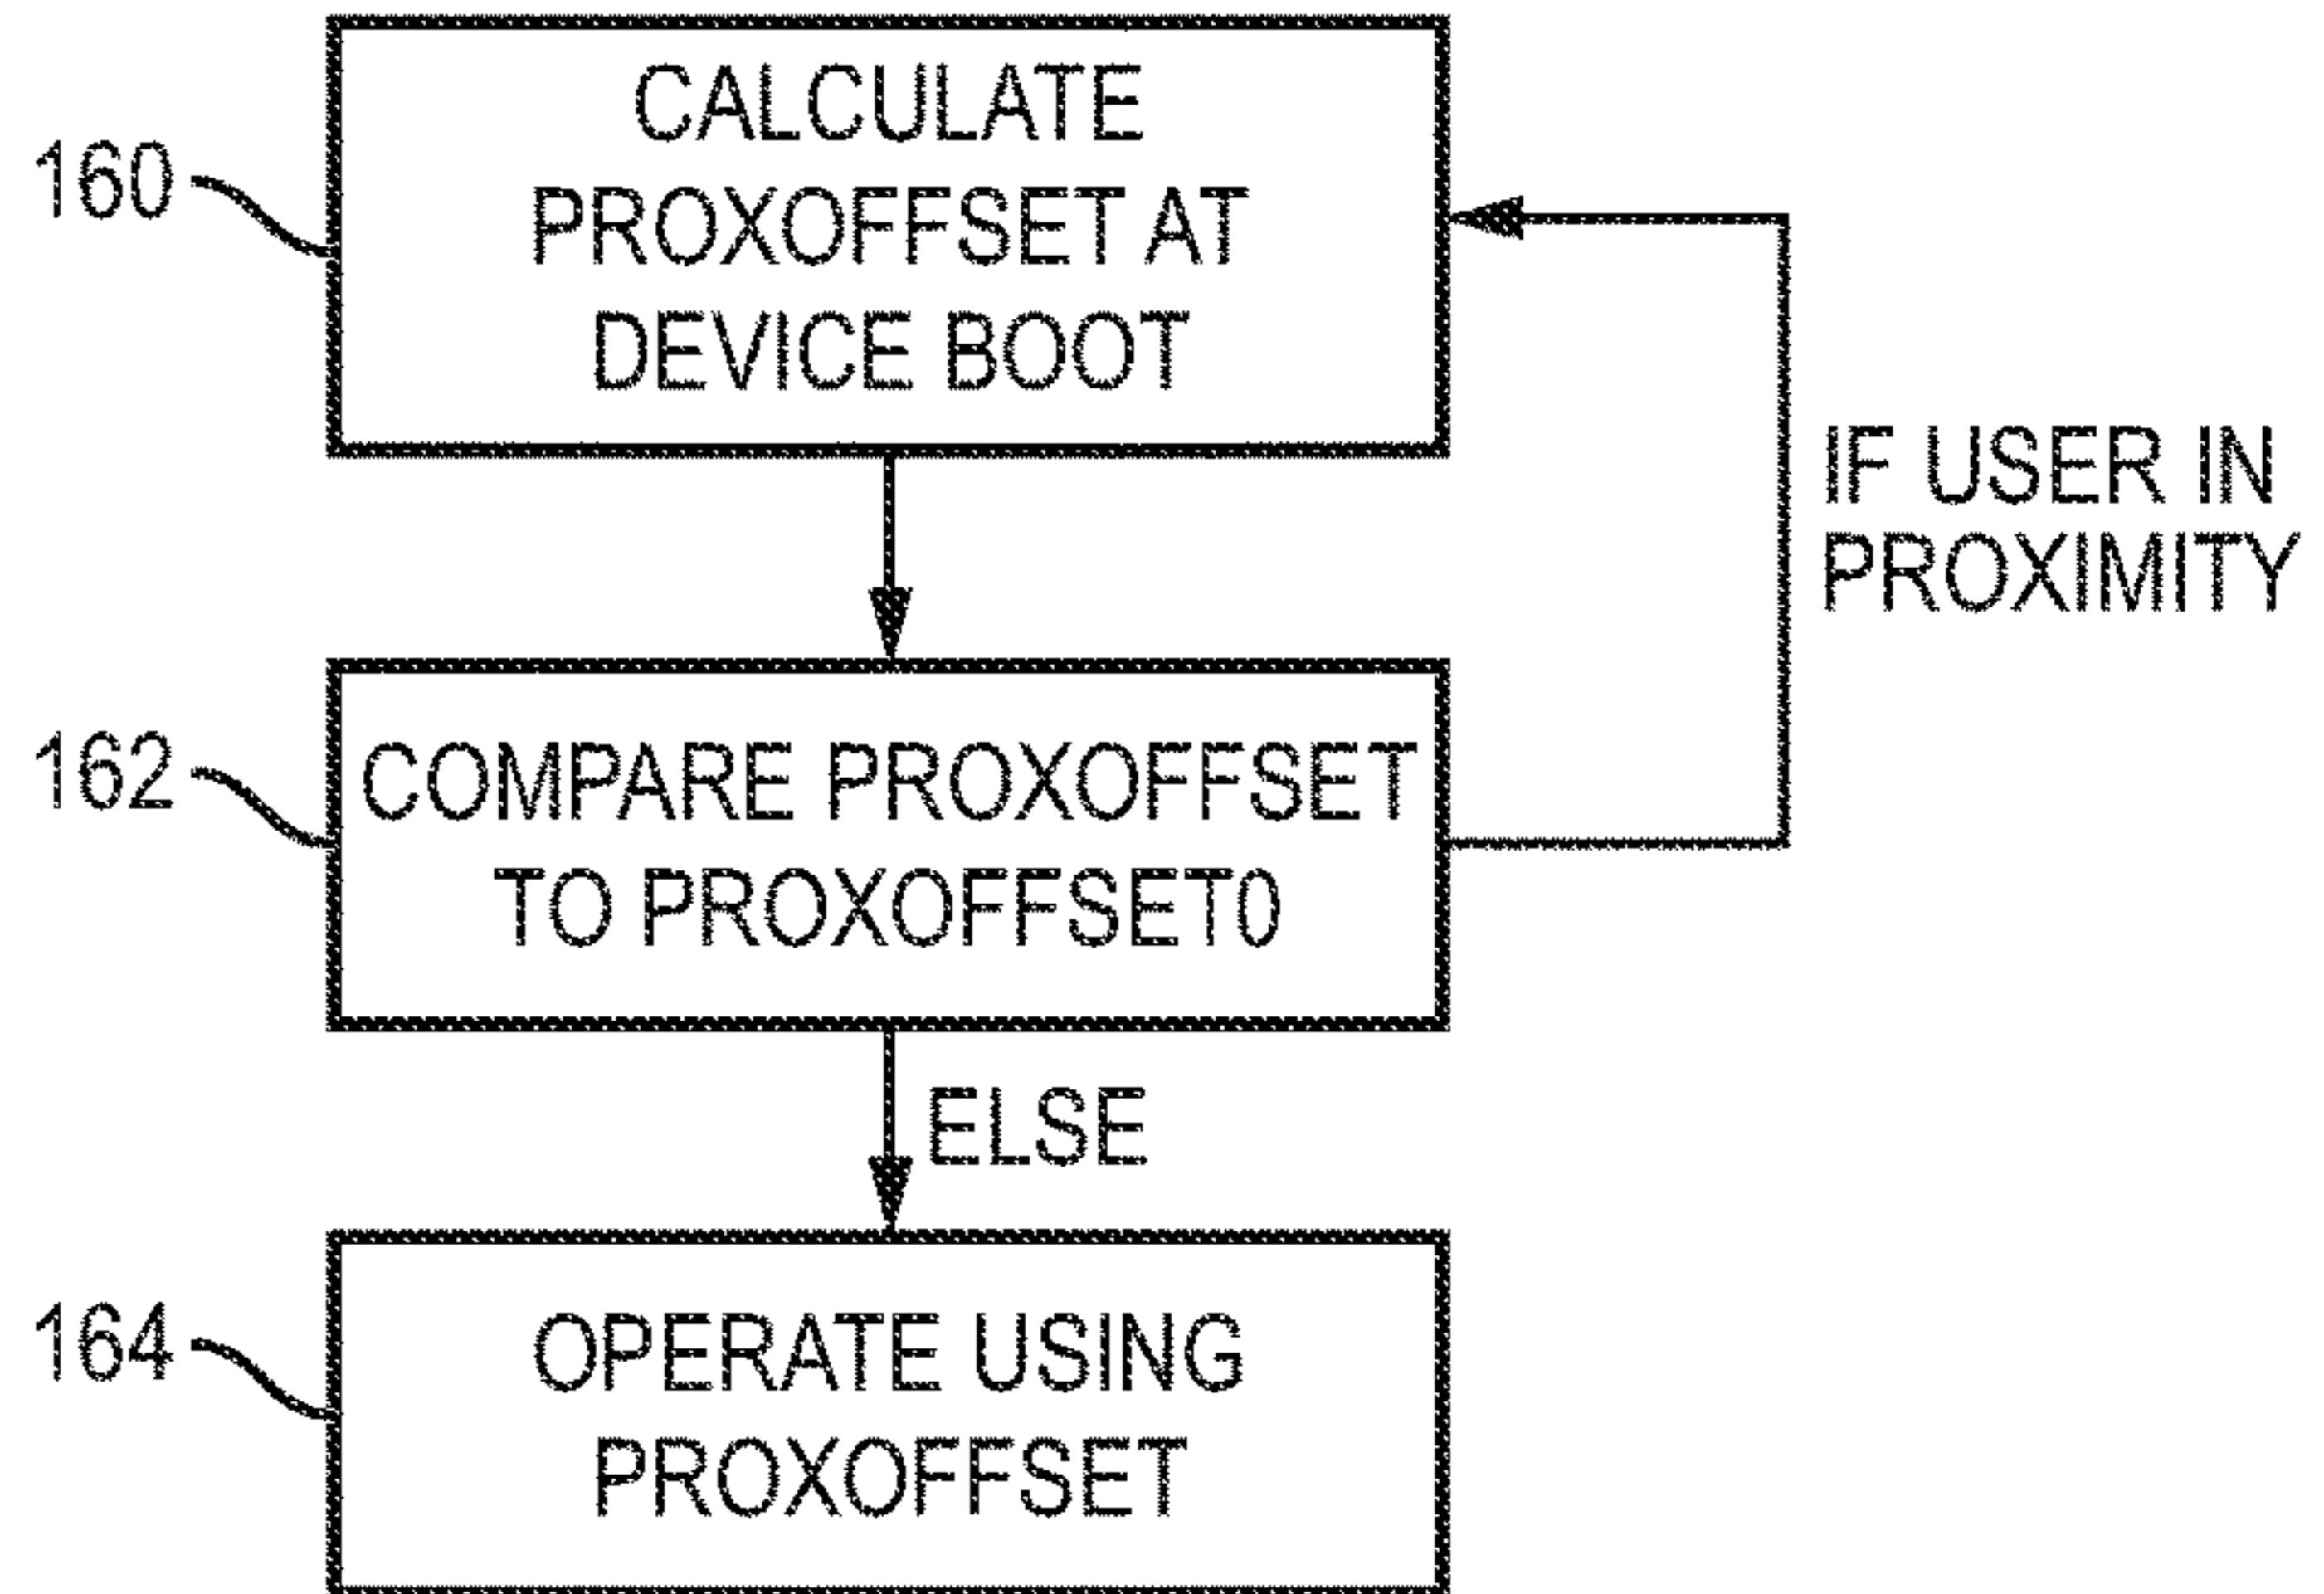 160
CALCULATE
PROXOFFSET AT
DEVICE BOOT
IF USER IN
PROXIMITY
162
COMPARE PROXOFFSET
TO PROXOFFSET0
ELSE
164
OPERATE USING
PROXOFFSET